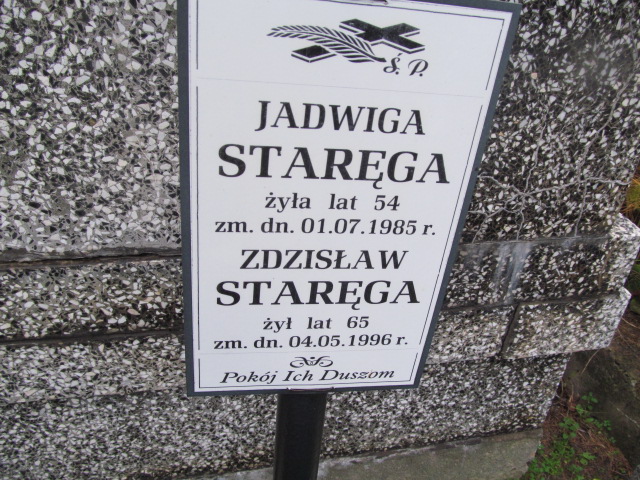 Ś. P.
JADWIGA
STARĘGA
żyła lat 54
zm. dn. 01.07.1985 r.
ZDZISŁAW
STARĘGA
żył lat 65
zm. dn. 04.05.1996 r.
Pokój Ich Duszom